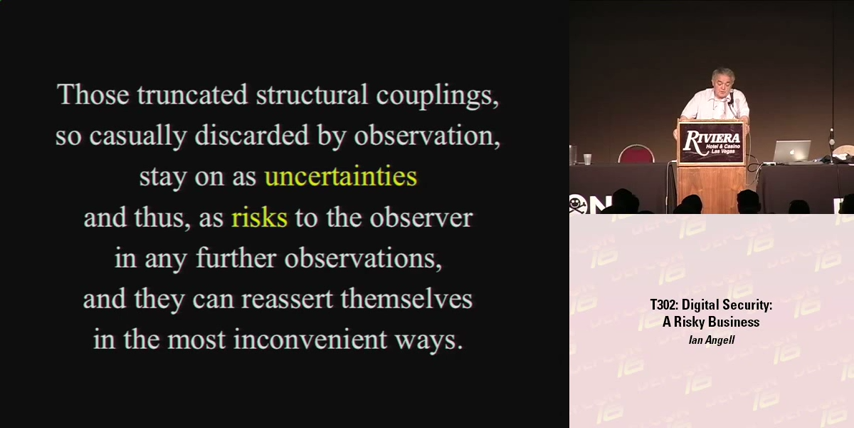 Those truncated structural couplings,
so casually discarded by observation,
stay on as uncertainties
and thus, as risks to the observer
in any further observations,
and they can reassert themselves
in the most inconvenient ways.
RIVIERA
Hotel & Casino
Las Vegas
T302: Digital Security:
A Risky Business
Ian Angell